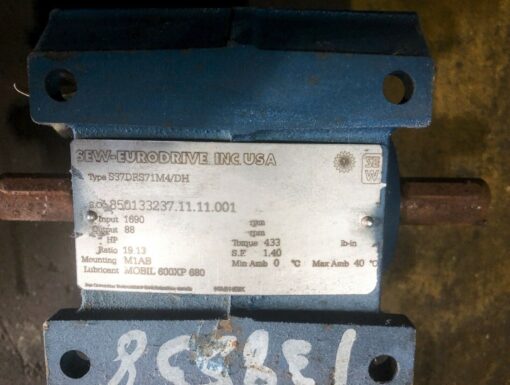 SEW-EURODRIVE INC USA
SEW
Type S37DRS71M4/DH
S.O. 850133237.11.11.001
Input 1690 rpm
Output 88 rpm
HP Torque 433 lb-in
Ratio 19.13 S.F. 1.40
Mounting M1AB Min Amb 0 °C Max Amb 40 °C
Lubricant MOBIL 600XP 680
139838